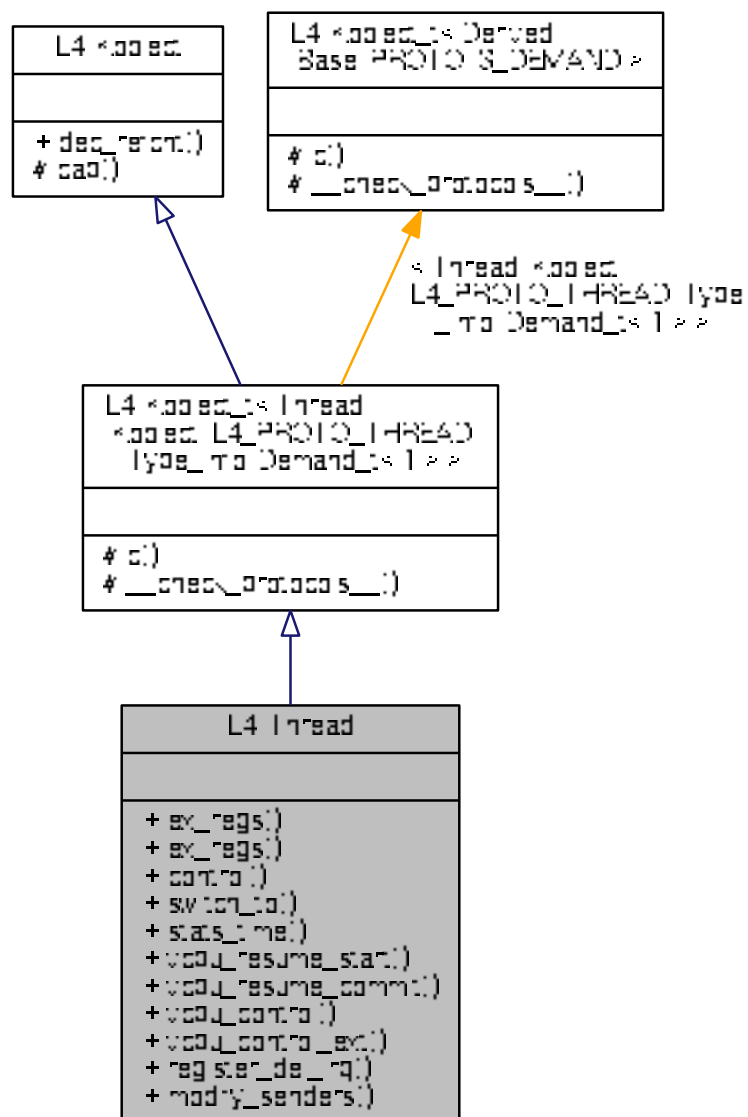 L4 Kobject
+ dec_refcnt()
# cap()
L4 Kobject_t< Derived
Base PROTO S_DEMAND >
# c()
# __check_protocols__()
< Thread Kobject
L4_PROTO_THREAD Type
_info Demand_t< 1 > >
L4 Kobject_t< Thread
Kobject L4_PROTO_THREAD
Type_info Demand_t< 1 > >
# c()
# __check_protocols__()
L4 Thread
+ ex_regs()
+ ex_regs()
+ control()
+ switch_to()
+ stats_time()
+ vcpu_resume_start()
+ vcpu_resume_commit()
+ vcpu_control()
+ vcpu_control_ext()
+ register_del_irq()
+ modify_senders()